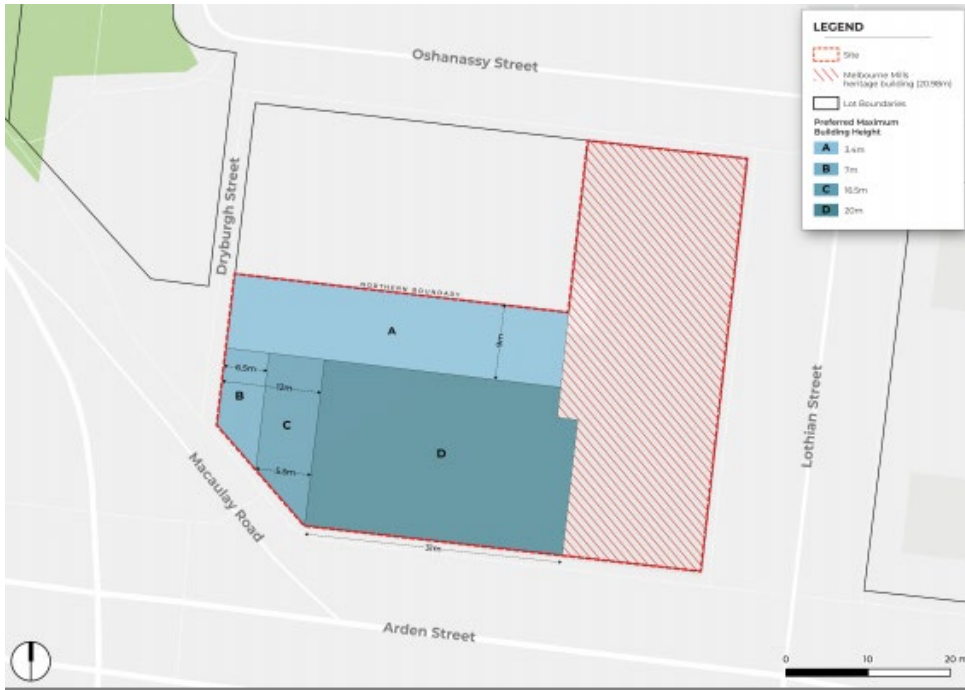 LEGEND
Site
Melbourne Mills
heritage building (20.98m)
Lot Boundaries
Preferred Maximum
Building Height
A 3.4m
B 7m
C 16.5m
D 20m
Oshanassy Street
Dryburgh Street
NORTHERN BOUNDARY
A
9m
6.5m
12m
B
C
D
5.5m
Lothian Street
Macaulay Road
31m
Arden Street
0 10 20 m